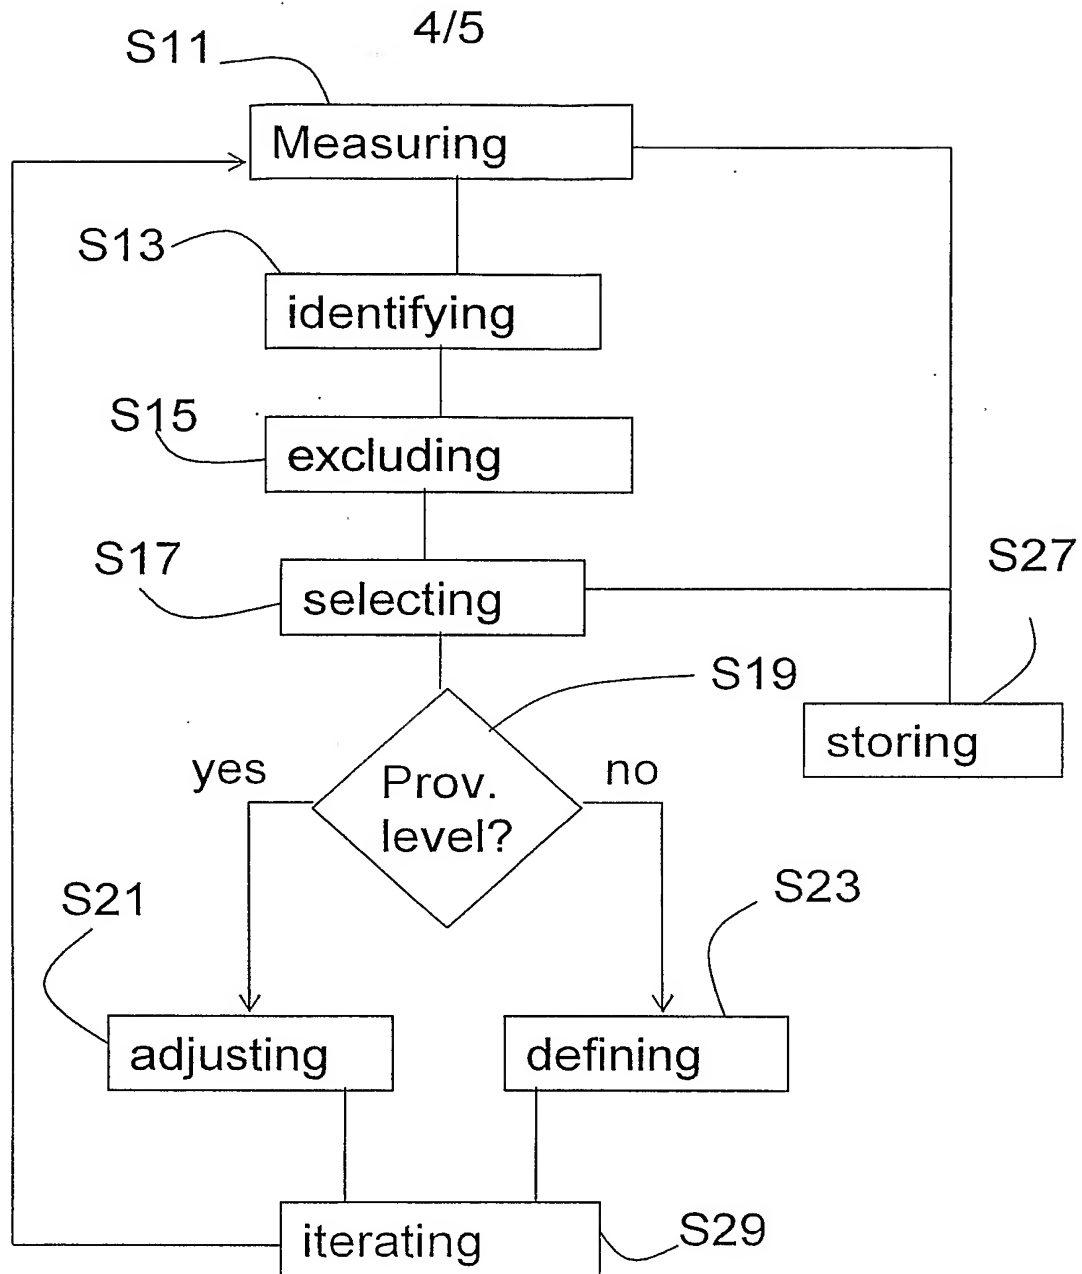 4/5
S11
Measuring
S13
identifying
S15
excluding
S17
selecting
S27
S19
storing
yes
Prov.
level?
no
S21
S23
adjusting
defining
iterating
S29